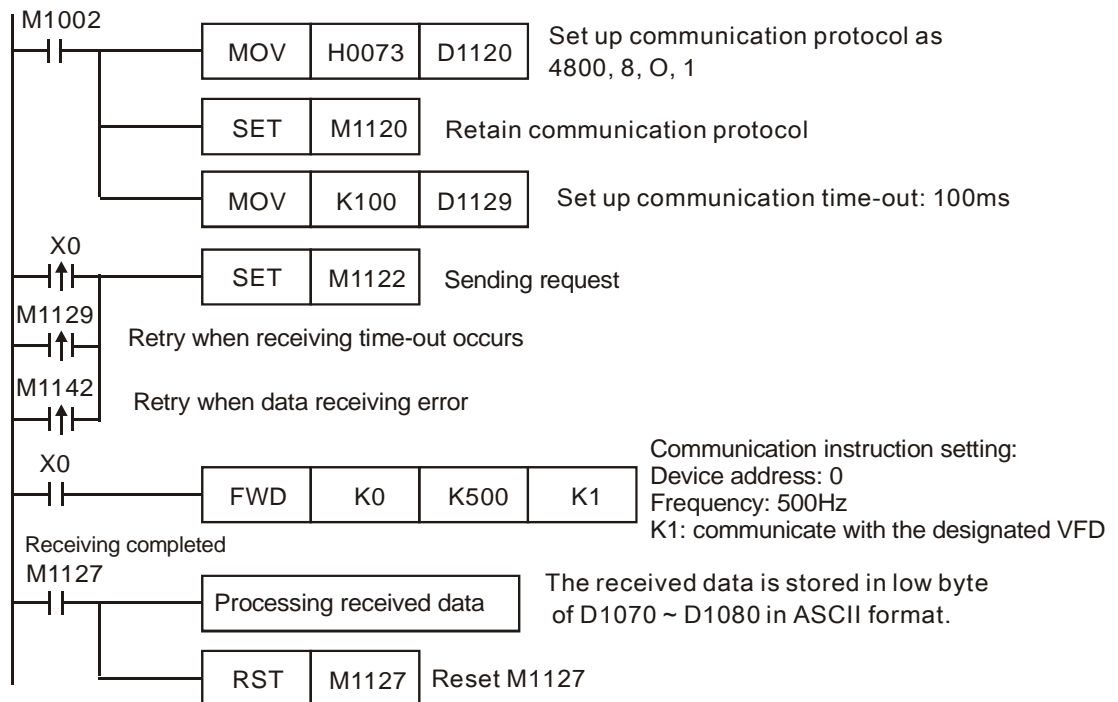 M1002
MOV H0073 D1120 Set up communication protocol as
4800, 8, O, 1
SET M1120 Retain communication protocol
MOV K100 D1129 Set up communication time-out: 100ms
X0
SET M1122 Sending request
M1129
Retry when receiving time-out occurs
M1142
Retry when data receiving error
X0
FWD K0 K500 K1
Communication instruction setting:
Device address: 0
Frequency: 500Hz
K1: communicate with the designated VFD
Receiving completed
M1127
Processing received data
The received data is stored in low byte
of D1070 ~ D1080 in ASCII format.
RST M1127 Reset M1127